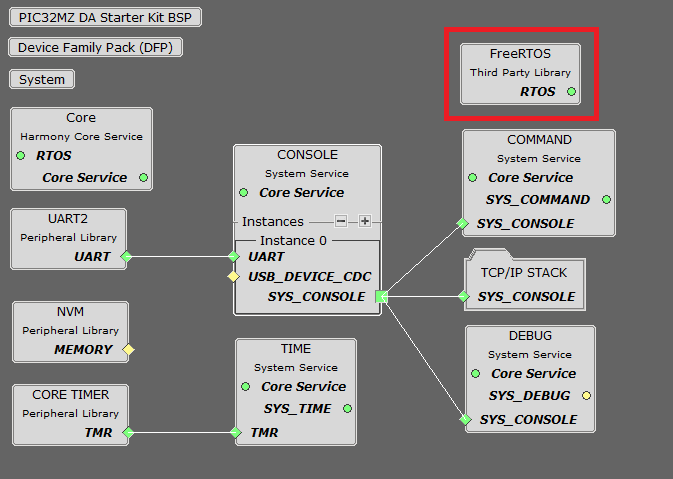 PIC32MZ DA Starter Kit BSP
Device Family Pack (DFP)
System
FreeRTOS
Third Party Library
RTOS
Core
Harmony Core Service
RTOS
Core Service
UART2
Peripheral Library
UART
NVM
Peripheral Library
MEMORY
CORE TIMER
Peripheral Library
TMR
CONSOLE
System Service
Core Service
Instances
Instance 0
UART
USB_DEVICE_CDC
SYS_CONSOLE
TIME
System Service
Core Service
SYS_TIME
TMR
COMMAND
System Service
Core Service
SYS_COMMAND
SYS_CONSOLE
TCP/IP STACK
SYS_CONSOLE
DEBUG
System Service
Core Service
SYS_DEBUG
SYS_CONSOLE